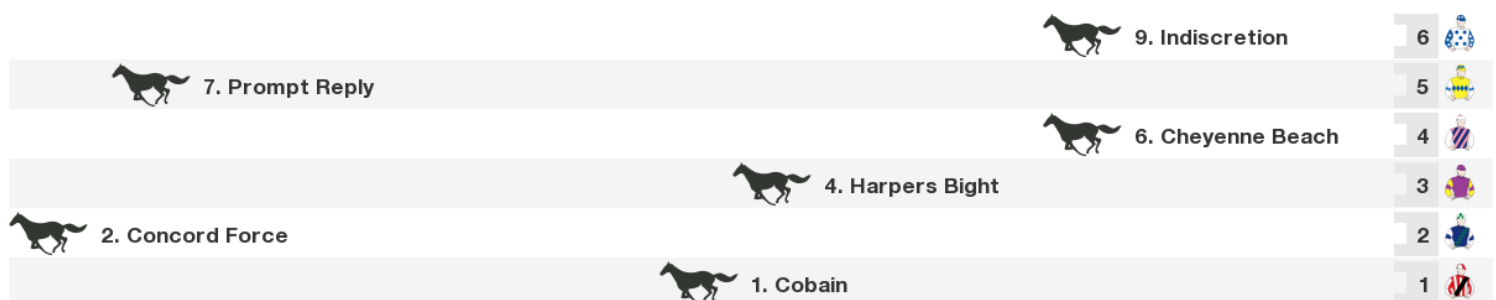 9. Indiscretion 6
7. Prompt Reply 5
6. Cheyenne Beach 4
4. Harpers Bight 3
2. Concord Force 2
1. Cobain 1